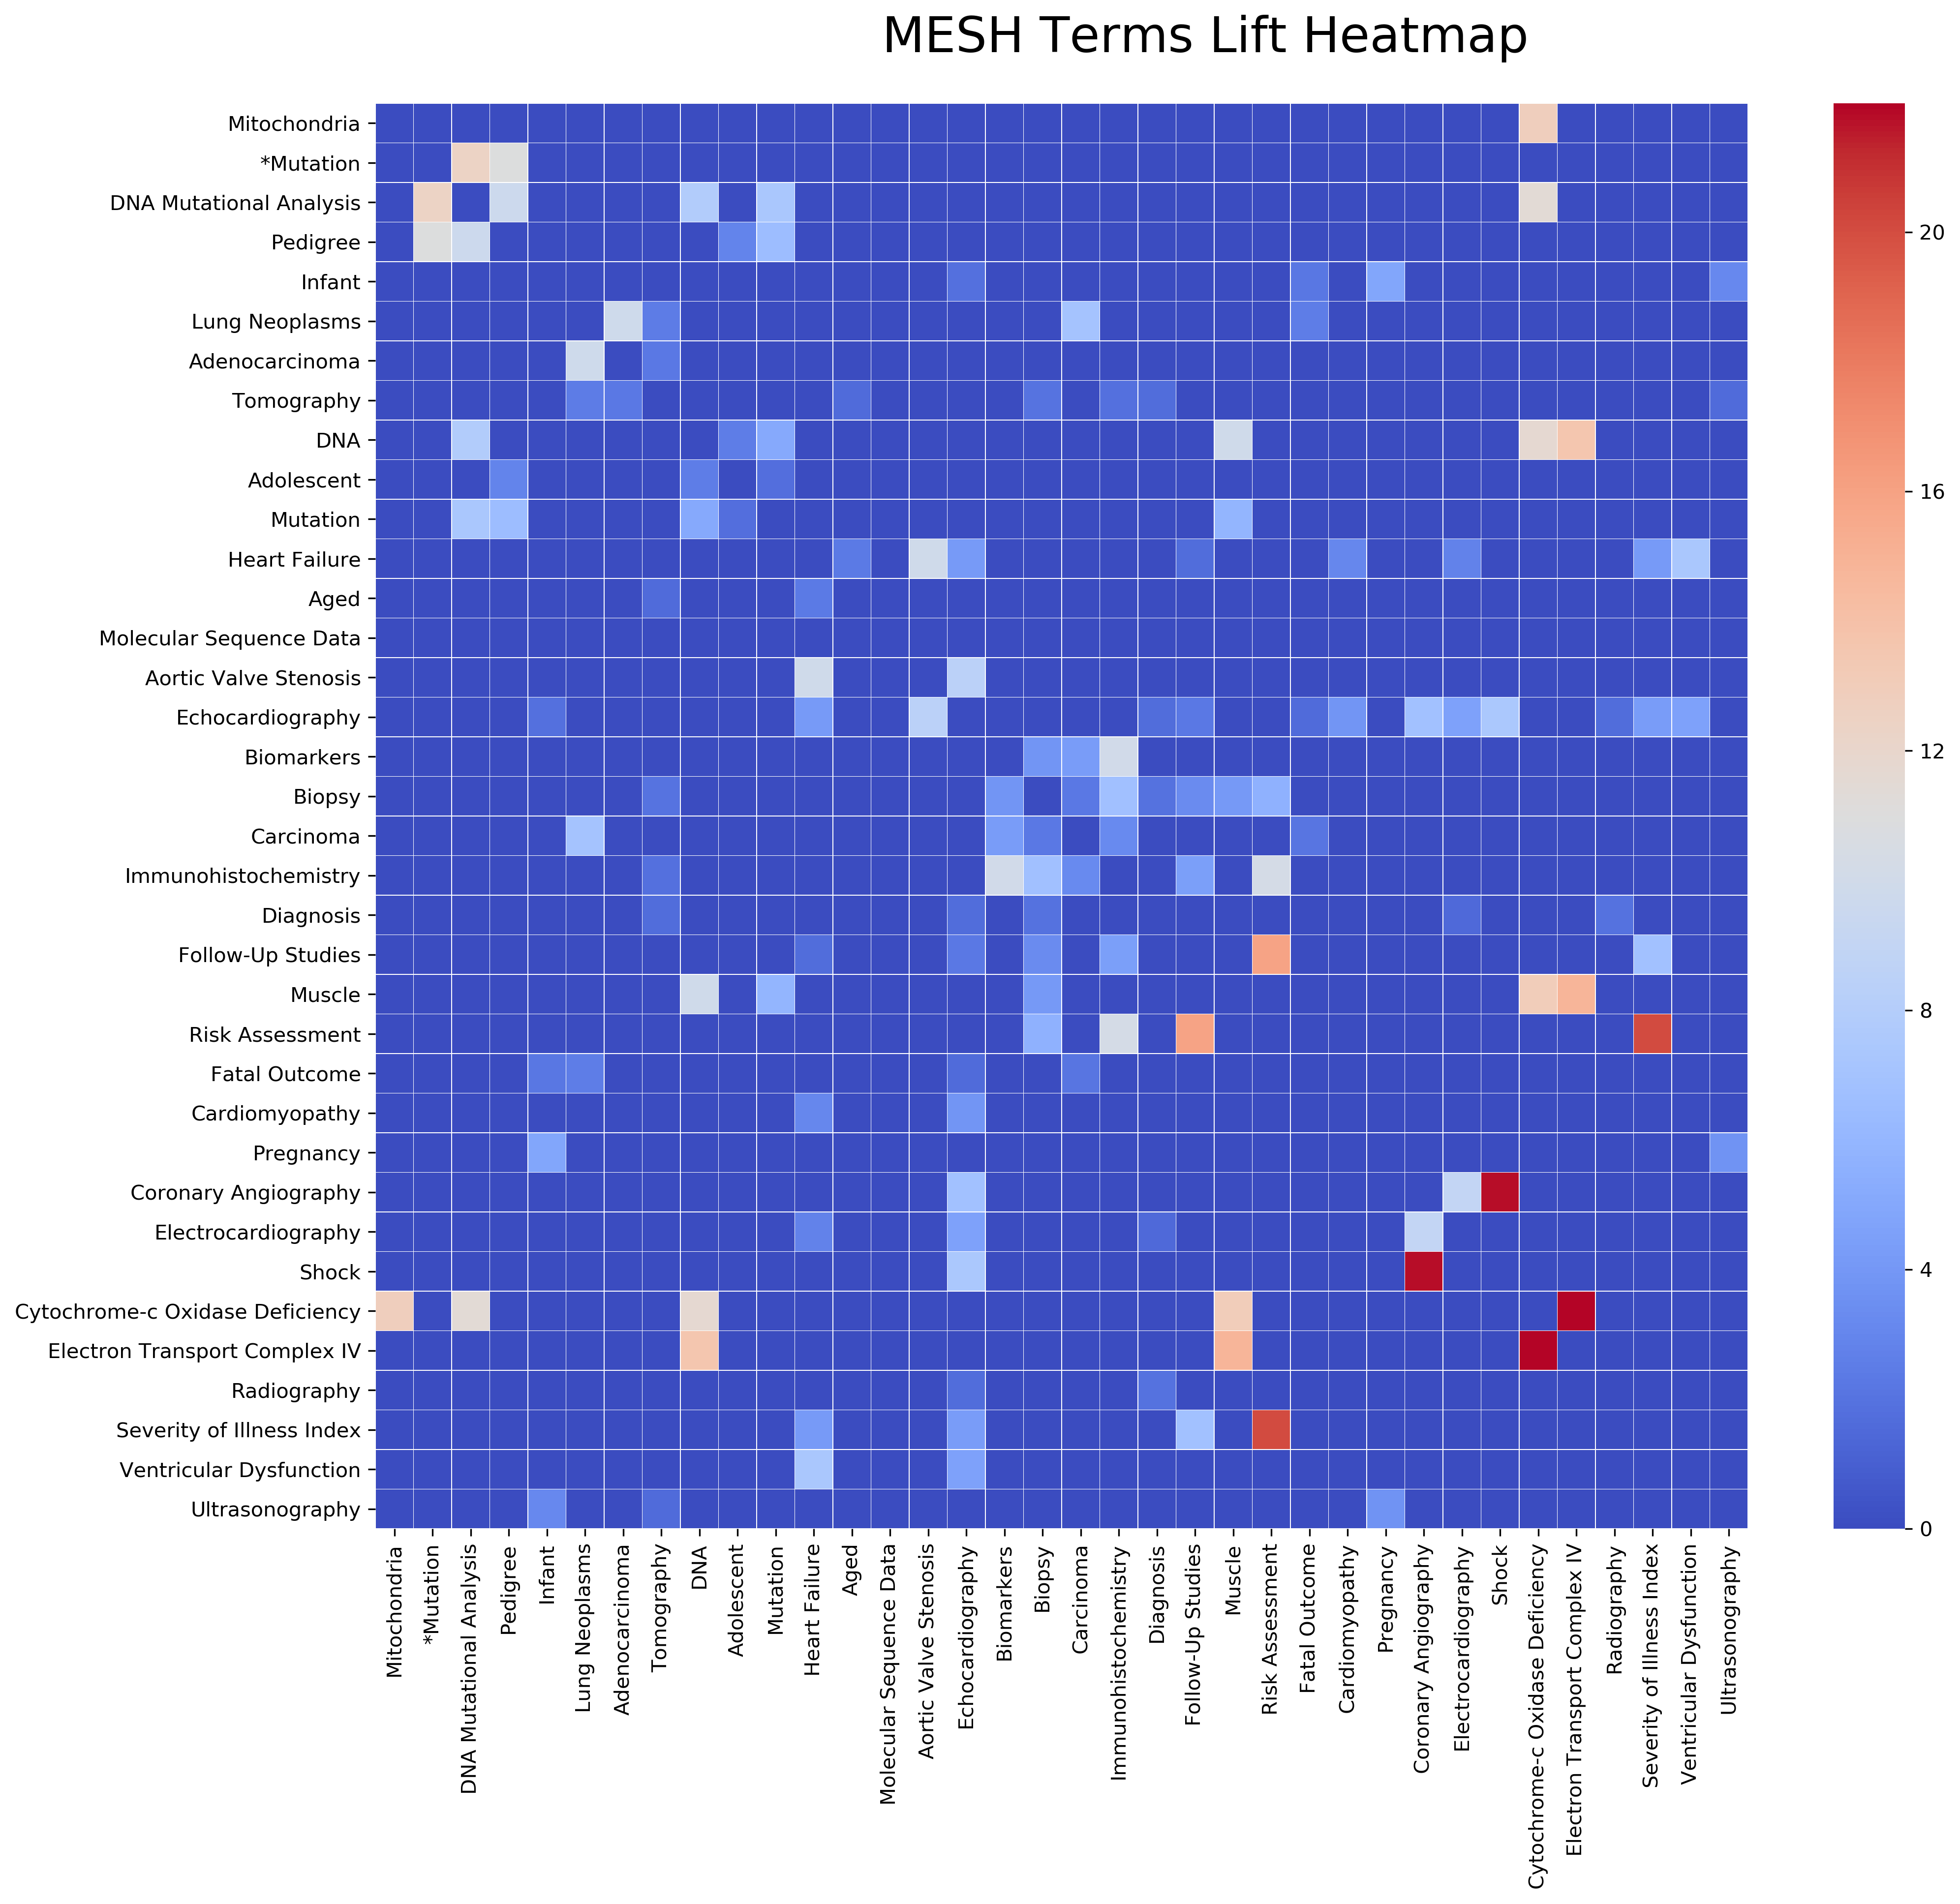 MESH Terms Lift Heatmap
Mitochondria
*Mutation
DNA Mutational Analysis
Pedigree
Infant
Lung Neoplasms
Adenocarcinoma
Tomography
DNA
Adolescent
Mutation
Heart Failure
Aged
Molecular Sequence Data
Aortic Valve Stenosis
Echocardiography
Biomarkers
Biopsy
Carcinoma
Immunohistochemistry
Diagnosis
Follow-Up Studies
Muscle
Risk Assessment
Fatal Outcome
Cardiomyopathy
Pregnancy
Coronary Angiography
Electrocardiography
Shock
Cytochrome-c Oxidase Deficiency
Electron Transport Complex IV
Radiography
Severity of Illness Index
Ventricular Dysfunction
Ultrasonography
Mitochondria
*Mutation
DNA Mutational Analysis
Pedigree
Infant
Lung Neoplasms
Adenocarcinoma
Tomography
DNA
Adolescent
Mutation
Heart Failure
Aged
Molecular Sequence Data
Aortic Valve Stenosis
Echocardiography
Biomarkers
Biopsy
Carcinoma
Immunohistochemistry
Diagnosis
Follow-Up Studies
Muscle
Risk Assessment
Fatal Outcome
Cardiomyopathy
Pregnancy
Coronary Angiography
Electrocardiography
Shock
Cytochrome-c Oxidase Deficiency
Electron Transport Complex IV
Radiography
Severity of Illness Index
Ventricular Dysfunction
Ultrasonography
20
16
12
8
4
0